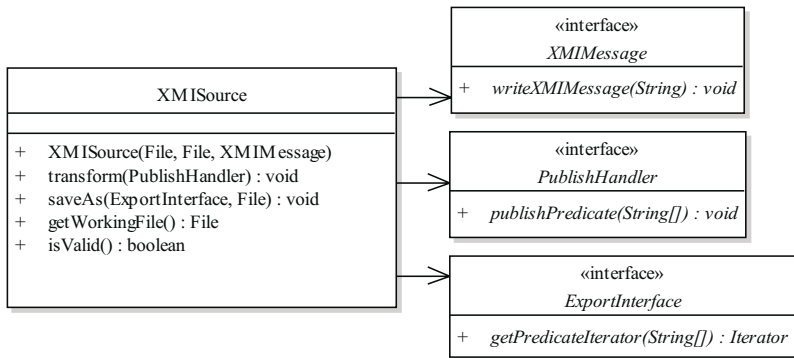 XMISource
+ XMISource(File, File, XMIMessage)
+ transform(PublishHandler) : void
+ saveAs(ExportInterface, File) : void
+ getWorkingFile() : File
+ isValid() : boolean
«interface»
XMIMessage
+ writeXMIMessage(String) : void
«interface»
PublishHandler
+ publishPredicate(String[]) : void
«interface»
ExportInterface
+ getPredicateIterator(String[]) : Iterator